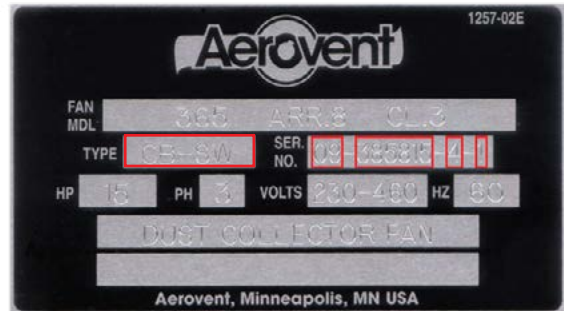 1257-02E
Aerovent
FAN MDL 365 ARR.8 CL.3
TYPE CB-SW SER. NO. 09-385815-4-1
HP 15 PH 3 VOLTS 230-460 HZ 60
DUST COLLECTOR FAN
Aerovent, Minneapolis, MN USA